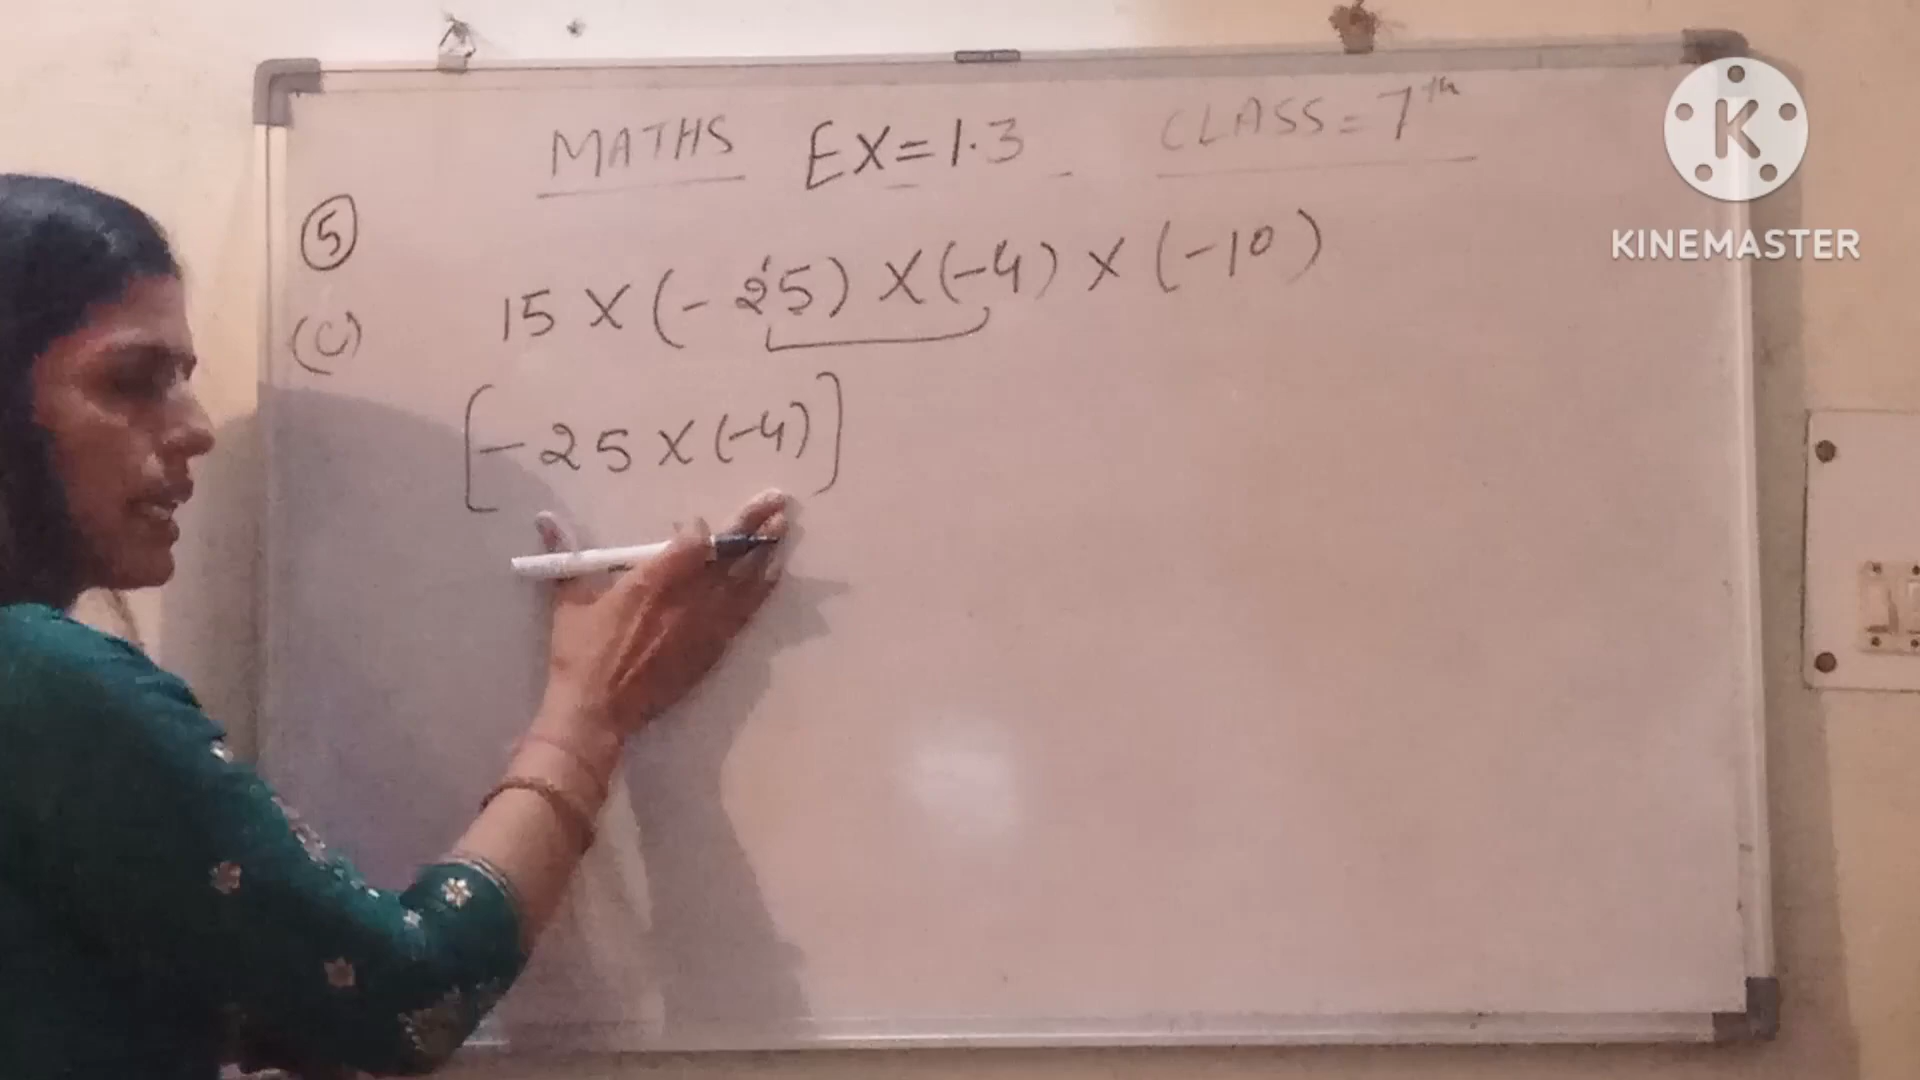 MATHS EX=1.3 CLASS=7th
5
(C) 15 X (-25) X (-4) X (-10)
[-25 X (-4)]
K
KINEMASTER